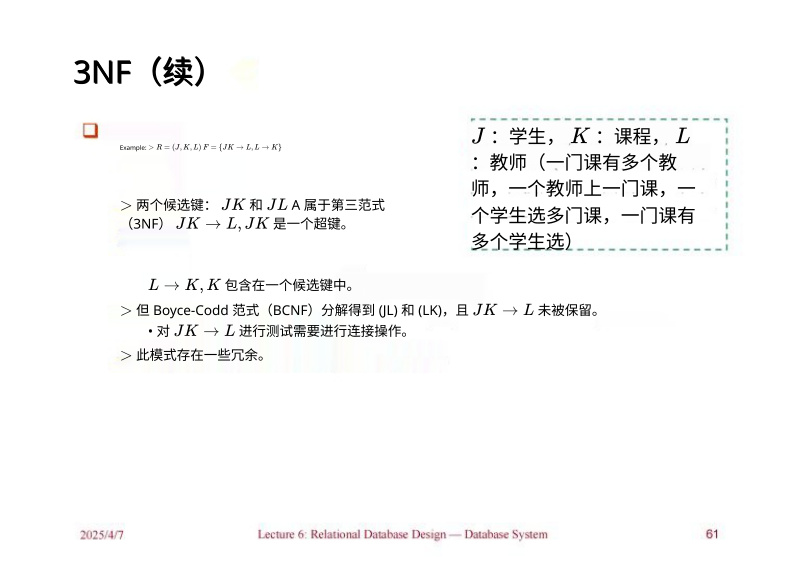 3NF（续）
Example: > R = (J, K, L) F = {JK → L, L → K}
J：学生，K：课程，L
：教师（一门课有多个教
师，一个教师上一门课，一
个学生选多门课，一门课有
多个学生选）
> 两个候选键： JK 和 JL A 属于第三范式
（3NF） JK → L, JK 是一个超键。
L → K, K 包含在一个候选键中。
> 但 Boyce-Codd 范式（BCNF）分解得到 (JL) 和 (LK)，且 JK → L 未被保留。
• 对 JK → L 进行测试需要进行连接操作。
> 此模式存在一些冗余。
2025/4/7 Lecture 6: Relational Database Design — Database System 61